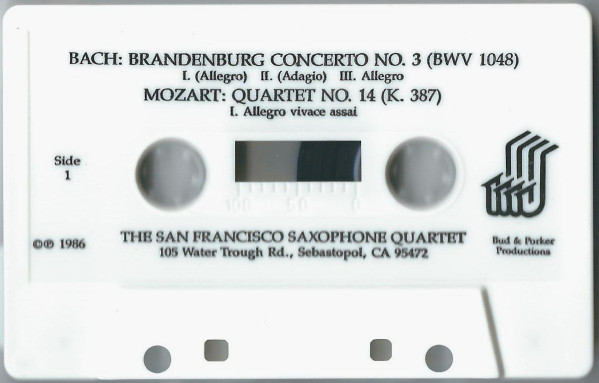 BACH: BRANDENBURG CONCERTO NO. 3 (BWV 1048)
I. (Allegro) II. (Adagio) III. Allegro
MOZART: QUARTET NO. 14 (K. 387)
I. Allegro vivace assai
Side
1
100 50 0
©℗ 1986
THE SAN FRANCISCO SAXOPHONE QUARTET
105 Water Trough Rd., Sebastopol, CA 95472
Bud & Porker
Productions